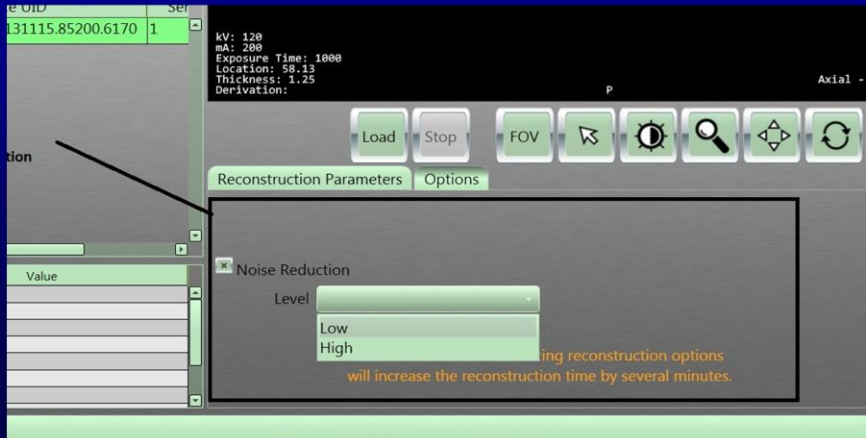 131115.85200.6170 1
kV: 120
mA: 200
Exposure Time: 1000
Location: 58.13
Thickness: 1.25
Derivation:
P
Axial -
Load Stop FOV
tion
Reconstruction Parameters Options
Value
Noise Reduction
Level
Low
High
ing reconstruction options
will increase the reconstruction time by several minutes.